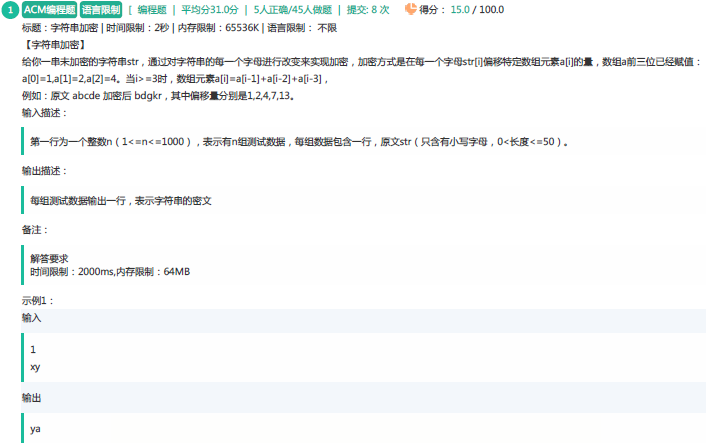 1 ACM编程题 语言限制 [ 编程题 | 平均分31.0分 | 5人正确/45人做题 | 提交: 8 次 得分： 15.0 / 100.0
标题：字符串加密 | 时间限制：2秒 | 内存限制：65536K | 语言限制： 不限
【字符串加密】
给你一串未加密的字符串str，通过对字符串的每一个字母进行改变来实现加密，加密方式是在每一个字母str[i]偏移特定数组元素a[i]的量，数组a前三位已经赋值：
a[0]=1,a[1]=2,a[2]=4。当i>=3时，数组元素a[i]=a[i-1]+a[i-2]+a[i-3]，
例如：原文 abcde 加密后 bdgkr，其中偏移量分别是1,2,4,7,13。
输入描述：
第一行为一个整数n（1<=n<=1000），表示有n组测试数据，每组数据包含一行，原文str（只含有小写字母，0<长度<=50）。
输出描述：
每组测试数据输出一行，表示字符串的密文
备注：
解答要求
时间限制：2000ms,内存限制：64MB
示例1：
输入
1
xy
输出
ya